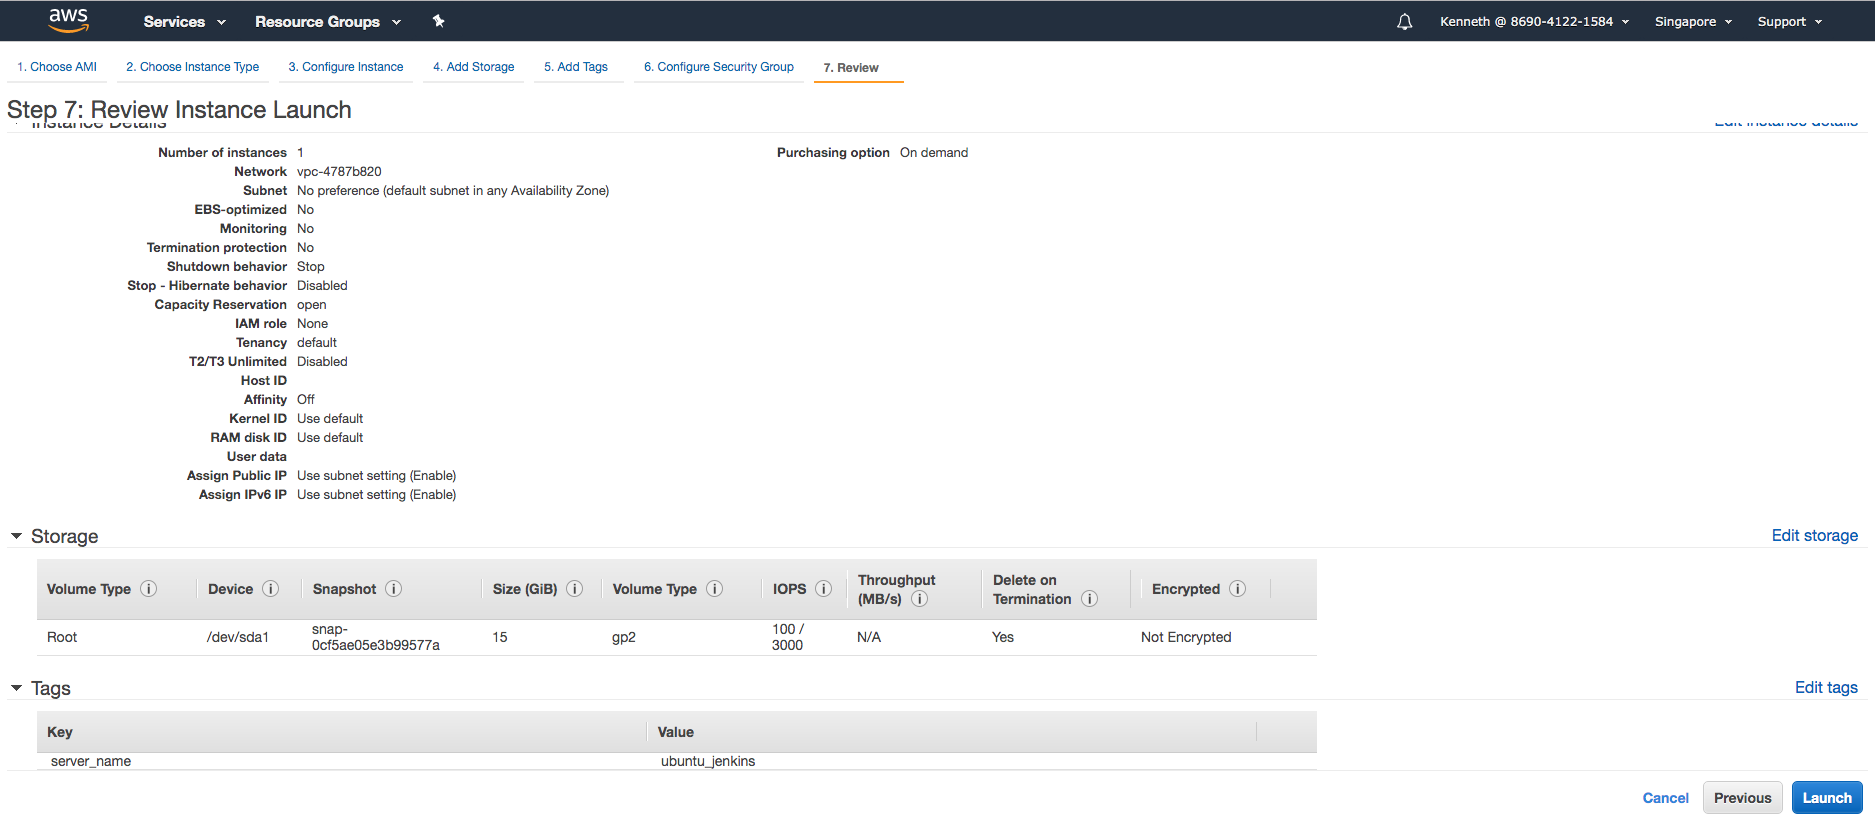 aws Services Resource Groups Kenneth @ 8690-4122-1584 Singapore Support
1. Choose AMI 2. Choose Instance Type 3. Configure Instance 4. Add Storage 5. Add Tags 6. Configure Security Group 7. Review
Step 7: Review Instance Launch
Instance Details Edit instance details
Number of instances 1 Purchasing option On demand
Network vpc-4787b820
Subnet No preference (default subnet in any Availability Zone)
EBS-optimized No
Monitoring No
Termination protection No
Shutdown behavior Stop
Stop - Hibernate behavior Disabled
Capacity Reservation open
IAM role None
Tenancy default
T2/T3 Unlimited Disabled
Host ID
Affinity Off
Kernel ID Use default
RAM disk ID Use default
User data
Assign Public IP Use subnet setting (Enable)
Assign IPv6 IP Use subnet setting (Enable)
Storage Edit storage
Volume Type Device Snapshot Size (GiB) Volume Type IOPS Throughput (MB/s) Delete on Termination Encrypted
Root /dev/sda1 snap-0cf5ae05e3b99577a 15 gp2 100 / 3000 N/A Yes Not Encrypted
Tags Edit tags
Key Value
server_name ubuntu_jenkins
Cancel Previous Launch